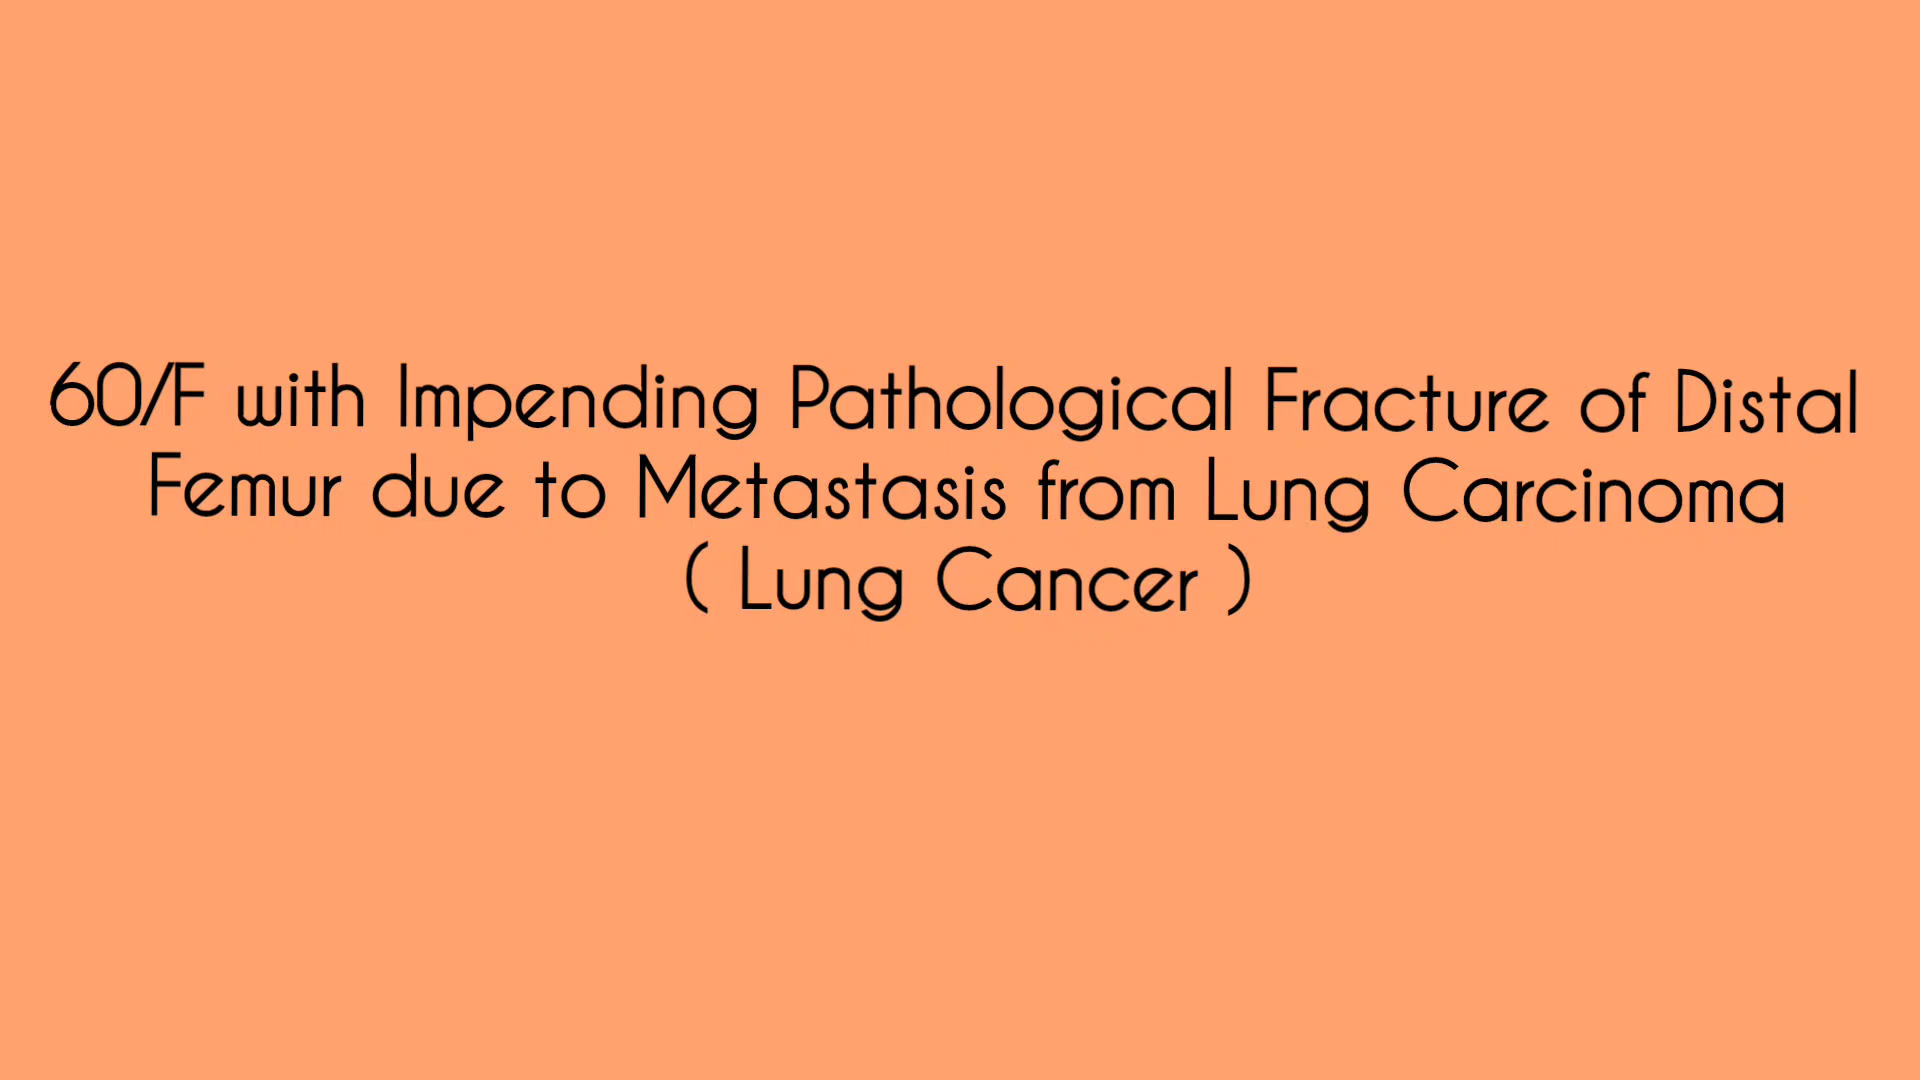 60/F with Impending Pathological Fracture of Distal
Femur due to Metastasis from Lung Carcinoma
( Lung Cancer )